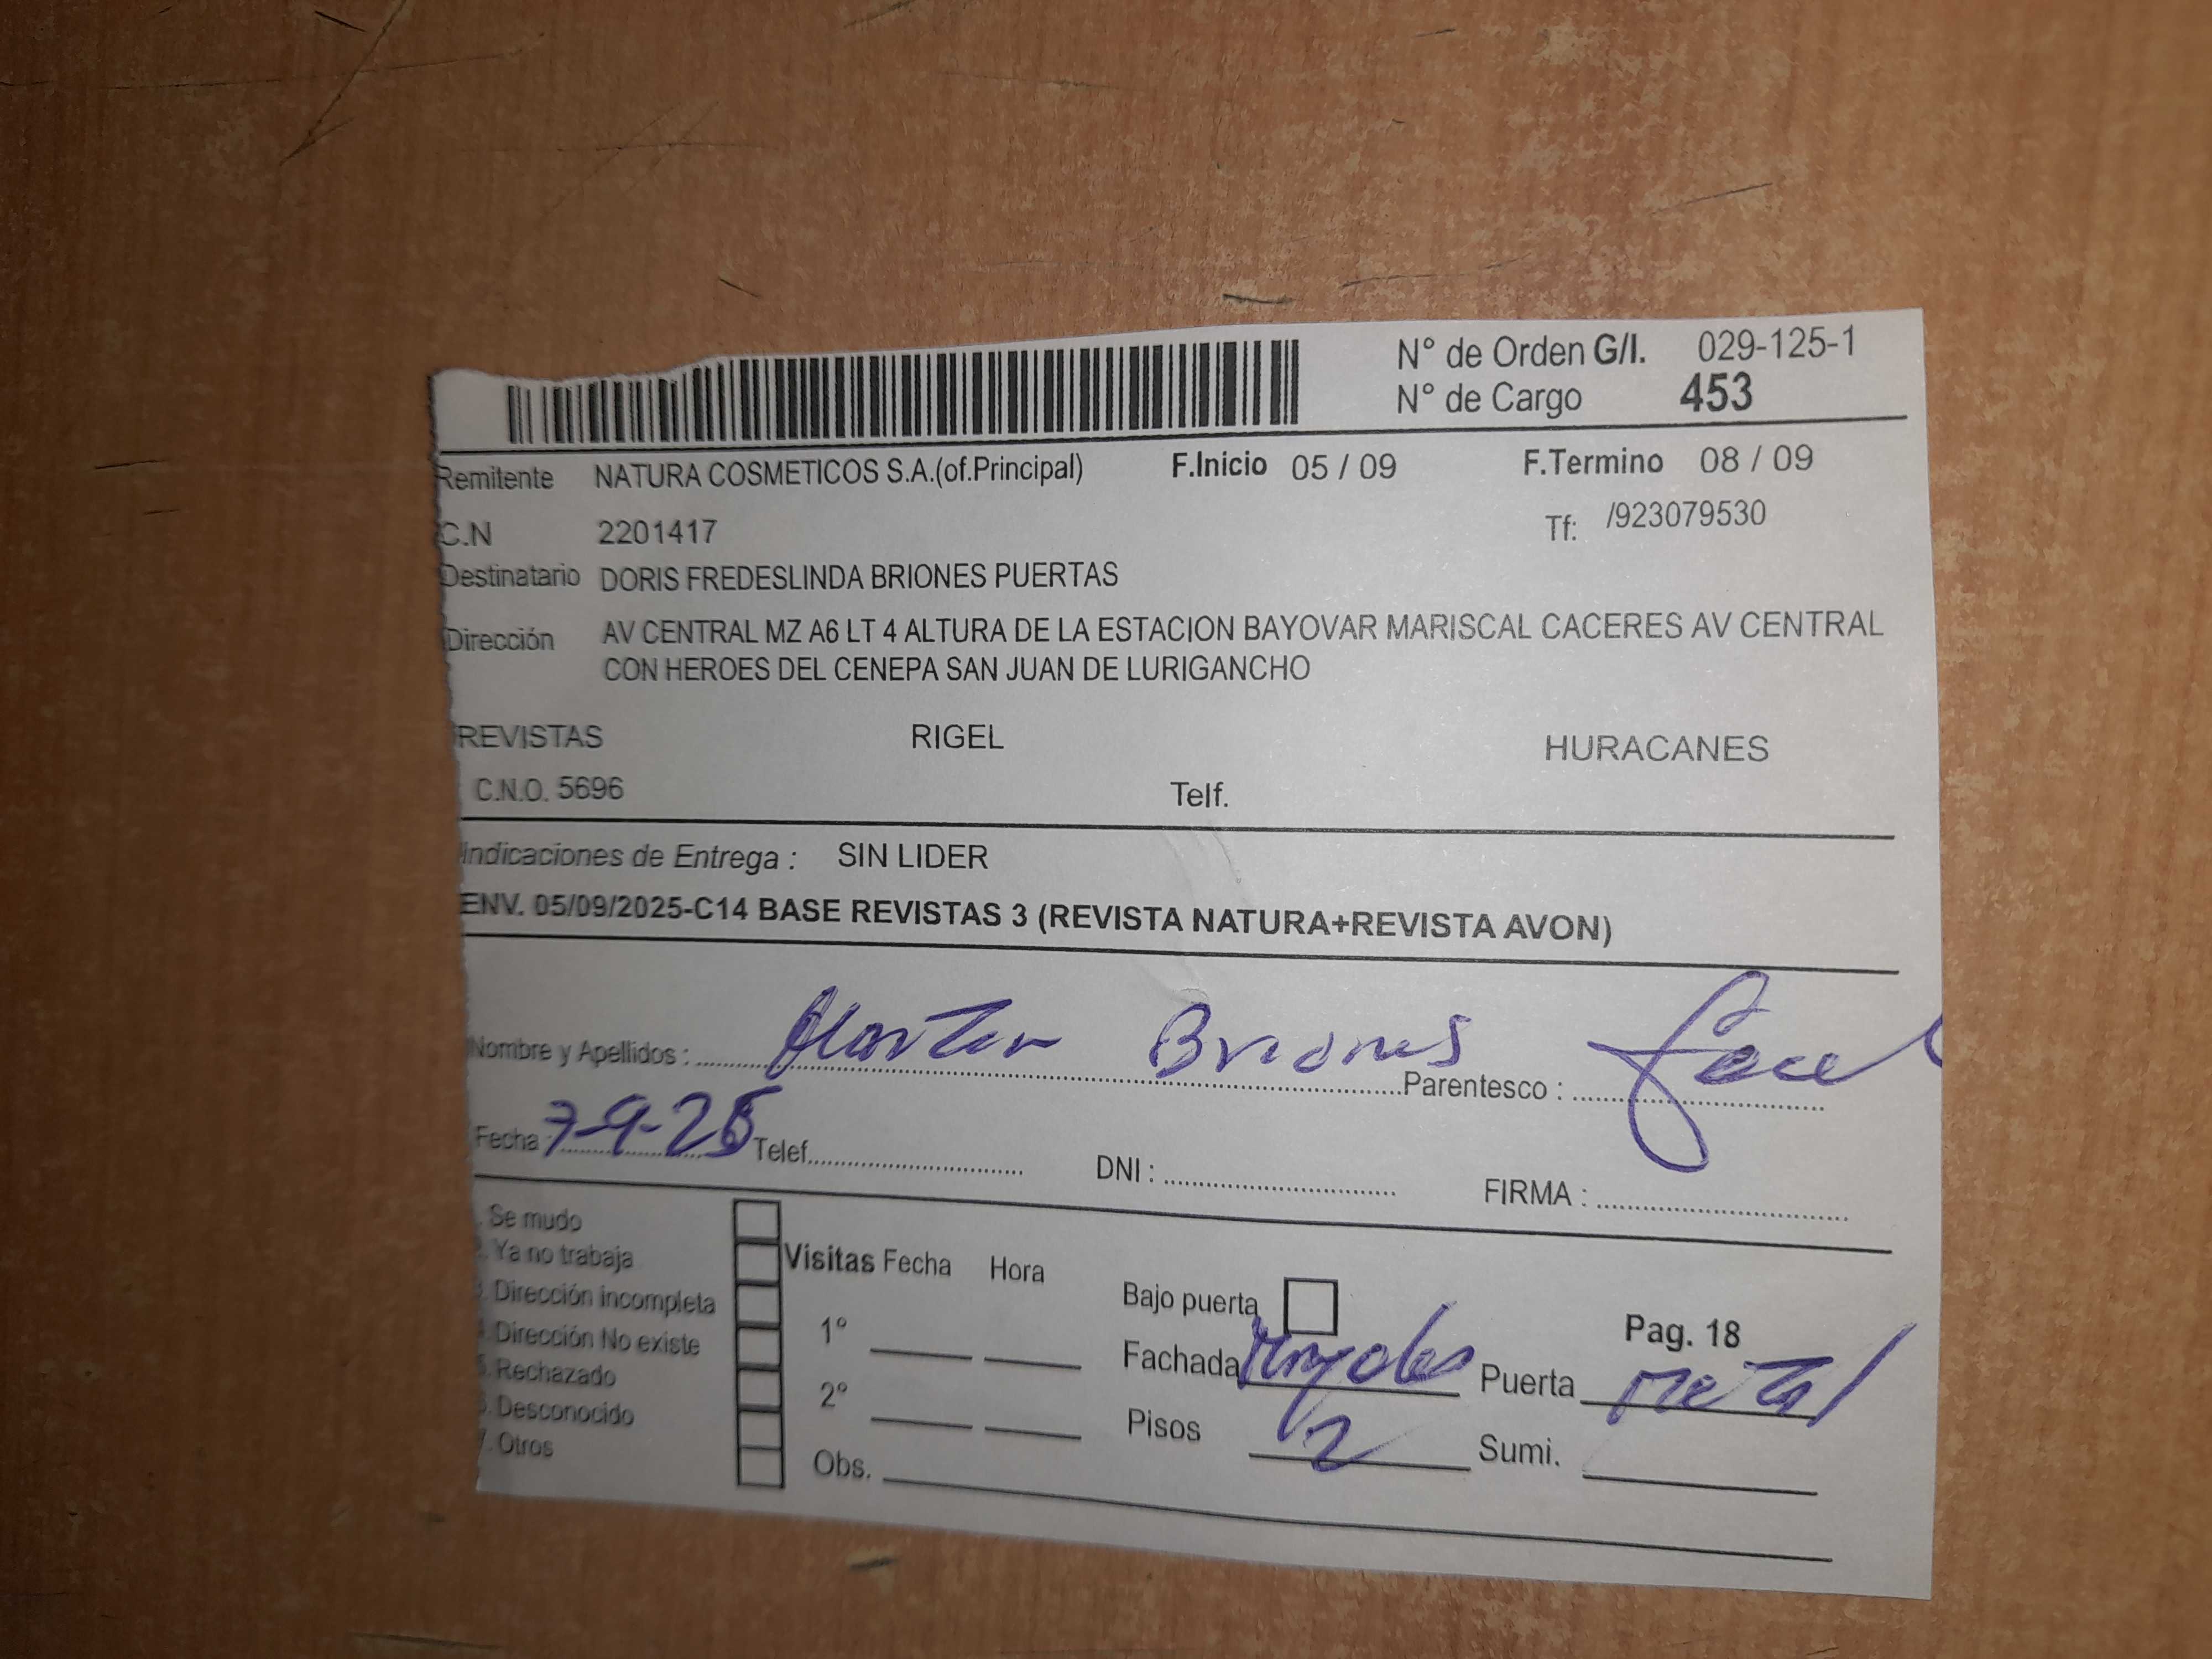 N° de Orden G/I. 029-125-1
N° de Cargo 453
Remitente NATURA COSMETICOS S.A.(of.Principal) F.Inicio 05 / 09 F.Termino 08 / 09
C.N 2201417 Tf: /923079530
Destinatario DORIS FREDESLINDA BRIONES PUERTAS
Dirección AV CENTRAL MZ A6 LT 4 ALTURA DE LA ESTACION BAYOVAR MARISCAL CACERES AV CENTRAL
CON HEROES DEL CENEPA SAN JUAN DE LURIGANCHO
REVISTAS RIGEL HURACANES
C.N.O. 5696 Telf.
Indicaciones de Entrega : SIN LIDER
ENV. 05/09/2025-C14 BASE REVISTAS 3 (REVISTA NATURA+REVISTA AVON)
Nombre y Apellidos : Martin Briones Parentesco :
Fecha 7-9-25 Telef. DNI : FIRMA :
. Se mudo
. Ya no trabaja Visitas Fecha Hora
. Dirección incompleta Bajo puerta
. Dirección No existe 1° Fachada Puerta metal Pag. 18
. Rechazado
. Desconocido 2° Pisos 2 Sumi.
. Otros Obs.